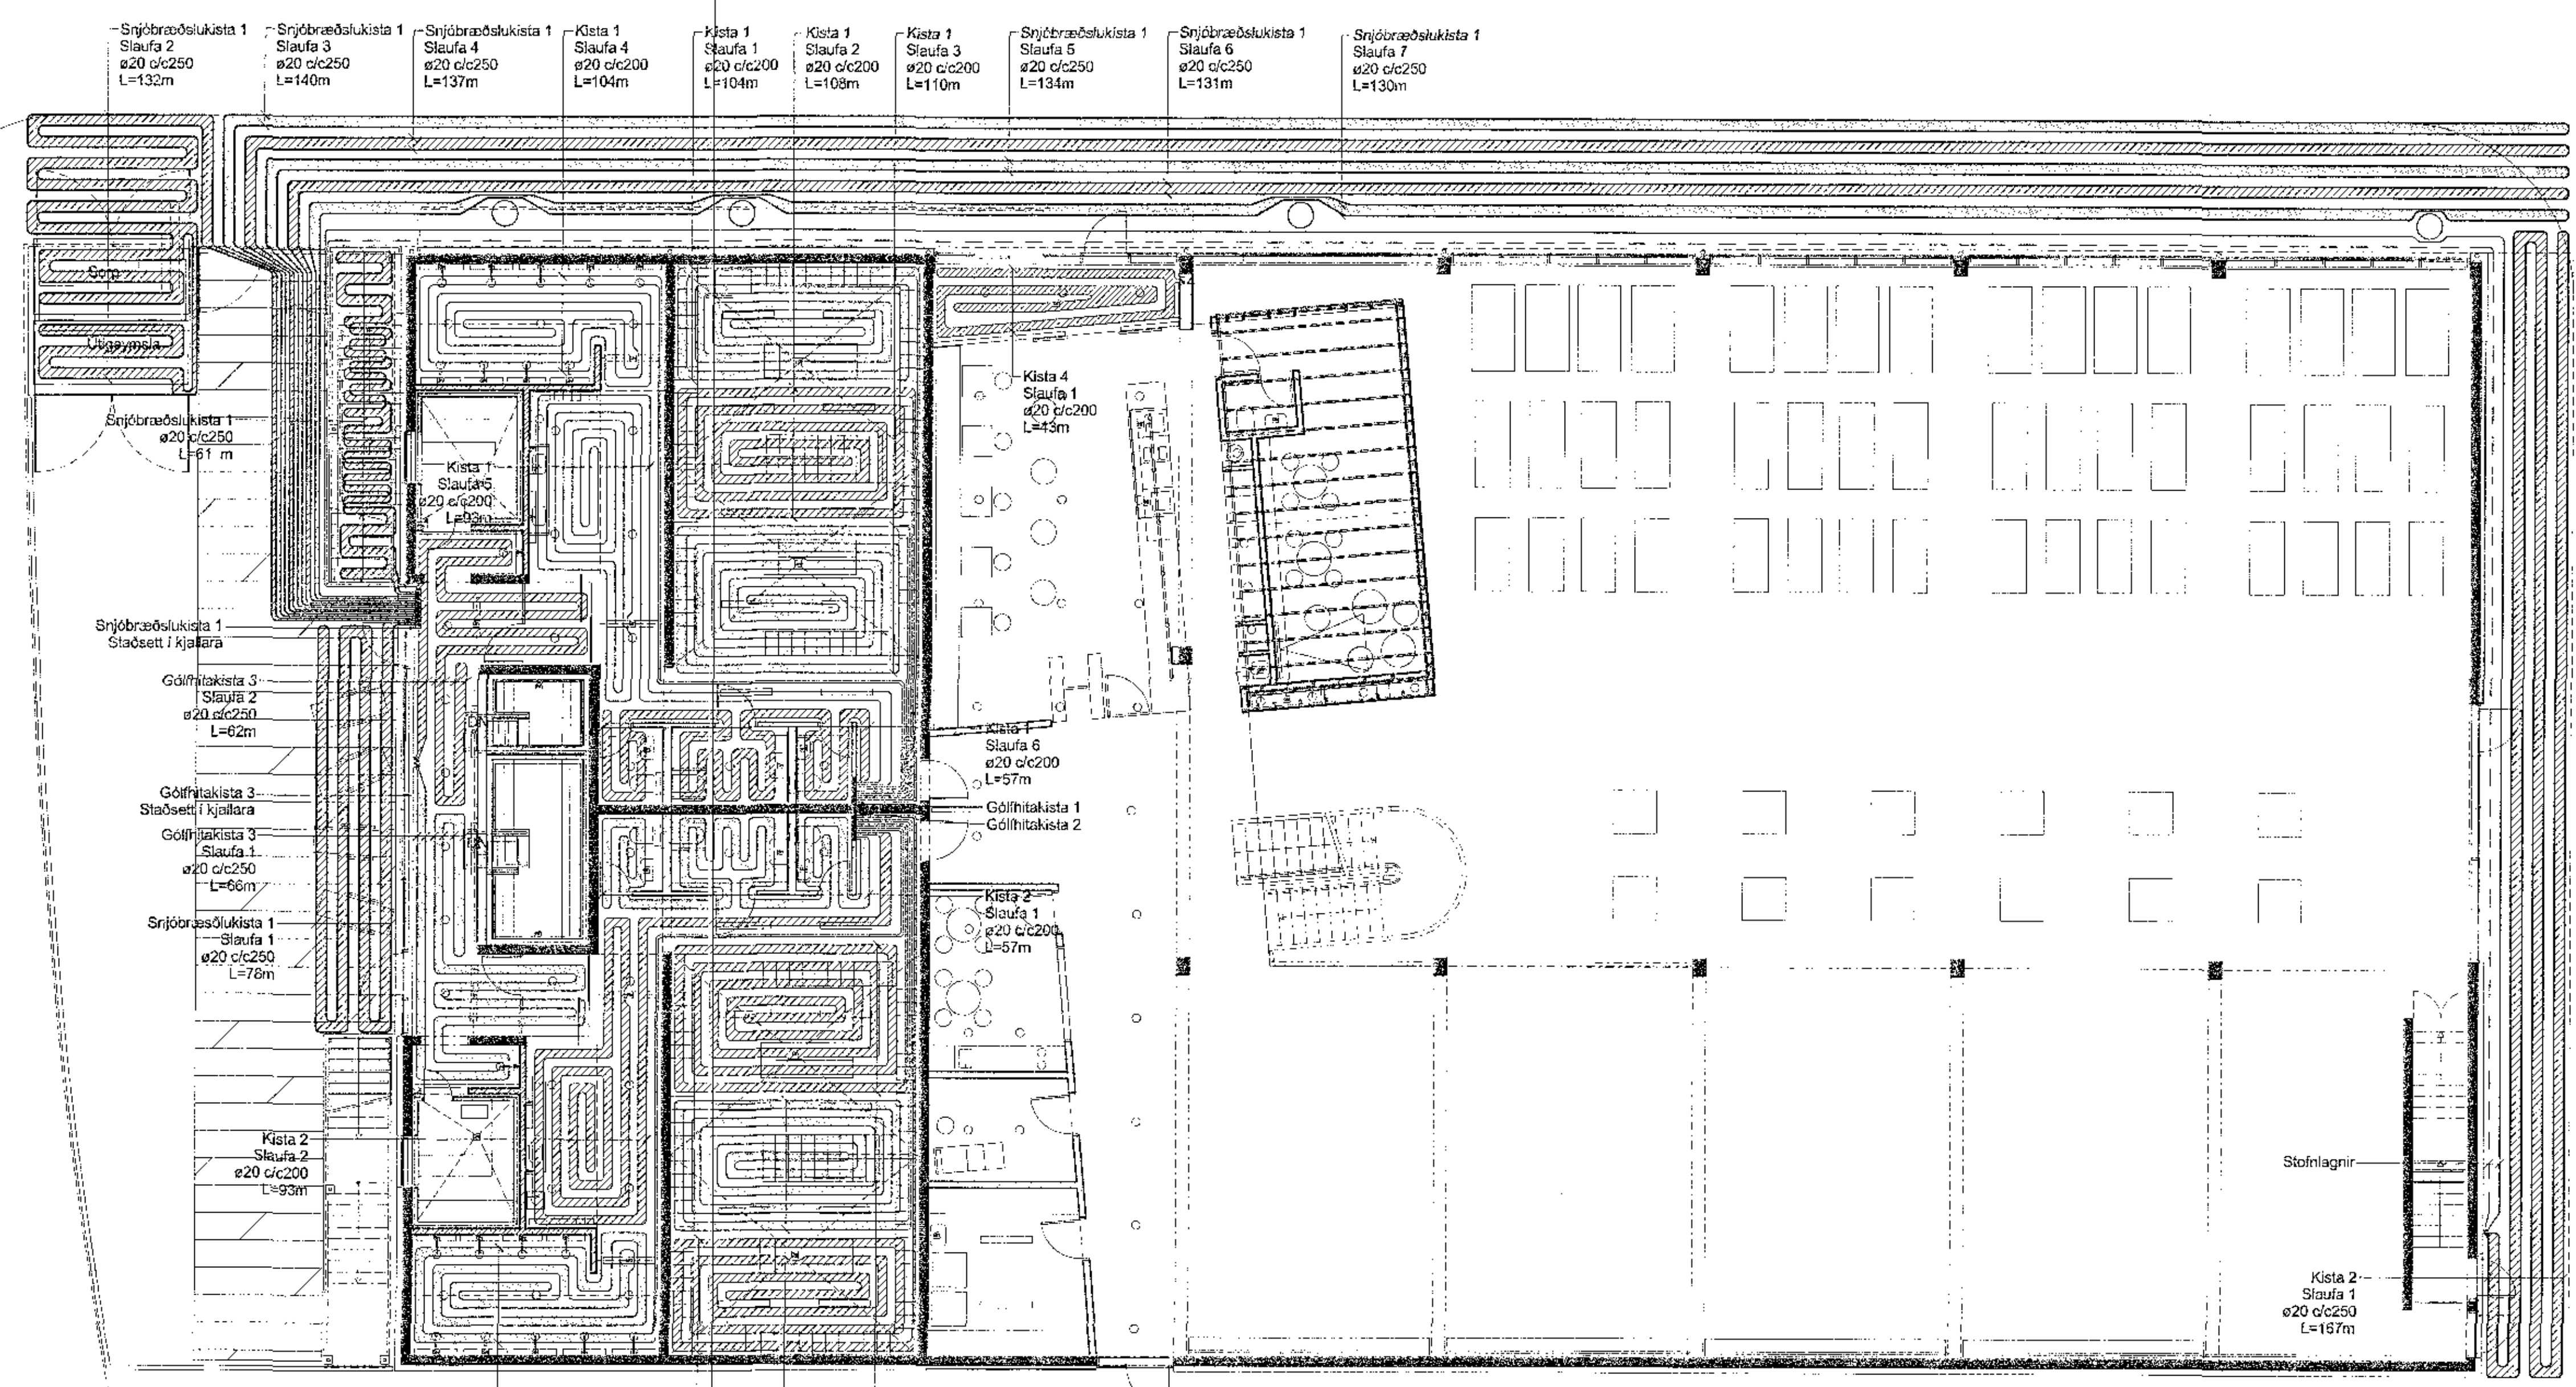 Snjóbræðslukista 1
Slaufa 2
ø20 c/c250
L=132m
Snjóbræðslukista 1
Slaufa 3
ø20 c/c250
L=140m
Snjóbræðslukista 1
Slaufa 4
ø20 c/c250
L=137m
Kista 1
Slaufa 4
ø20 c/c200
L=104m
Kista 1
Slaufa 1
ø20 c/c200
L=104m
Kista 1
Slaufa 2
ø20 c/c200
L=108m
Kista 1
Slaufa 3
ø20 c/c200
L=110m
Snjóbræðslukista 1
Slaufa 5
ø20 c/c250
L=134m
Snjóbræðslukista 1
Slaufa 6
ø20 c/c250
L=131m
Snjóbræðslukista 1
Slaufa 7
ø20 c/c250
L=130m
Sorp
Útigeymsla
Snjóbræðslukista 1
ø20 c/c250
L=61 m
Kista 1
Slaufa 5
ø20 c/c200
L=93m
Kista 4
Slaufa 1
ø20 c/c200
L=43m
Snjóbræðslukista 1
Staðsett í kjallara
Gólfhitakista 3
Slaufa 2
ø20 c/c250
L=62m
Kista 1
Slaufa 6
ø20 c/c200
L=57m
Gólfhitakista 3
Staðsett í kjallara
Gólfhitakista 1
Gólfhitakista 2
Gólfhitakista 3
Slaufa 1
ø20 c/c250
L=66m
Snjóbræsðlukista 1
Slaufa 1
ø20 c/c250
L=78m
Kista 2
Slaufa 1
ø20 c/c200
L=57m
Kista 2
Slaufa 2
ø20 c/c200
L=93m
Stofnlagnir
Kista 2
Slaufa 1
ø20 c/c250
L=167m